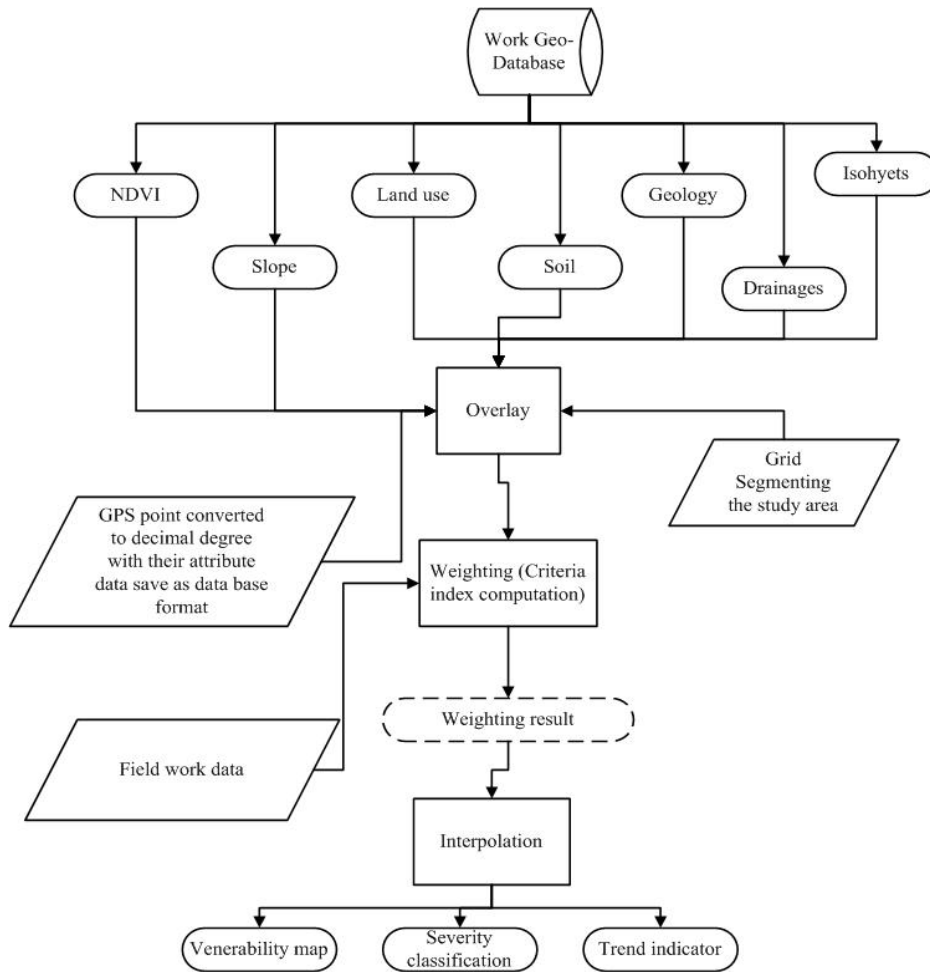 Work Geo-
Database
NDVI
Land use
Geology
Isohyets
Slope
Soil
Drainages
Overlay
Grid
Segmenting
the study area
GPS point converted
to decimal degree
with their attribute
data save as data base
format
Weighting (Criteria
index computation)
Weighting result
Field work data
Interpolation
Venerability map
Severity
classification
Trend indicator